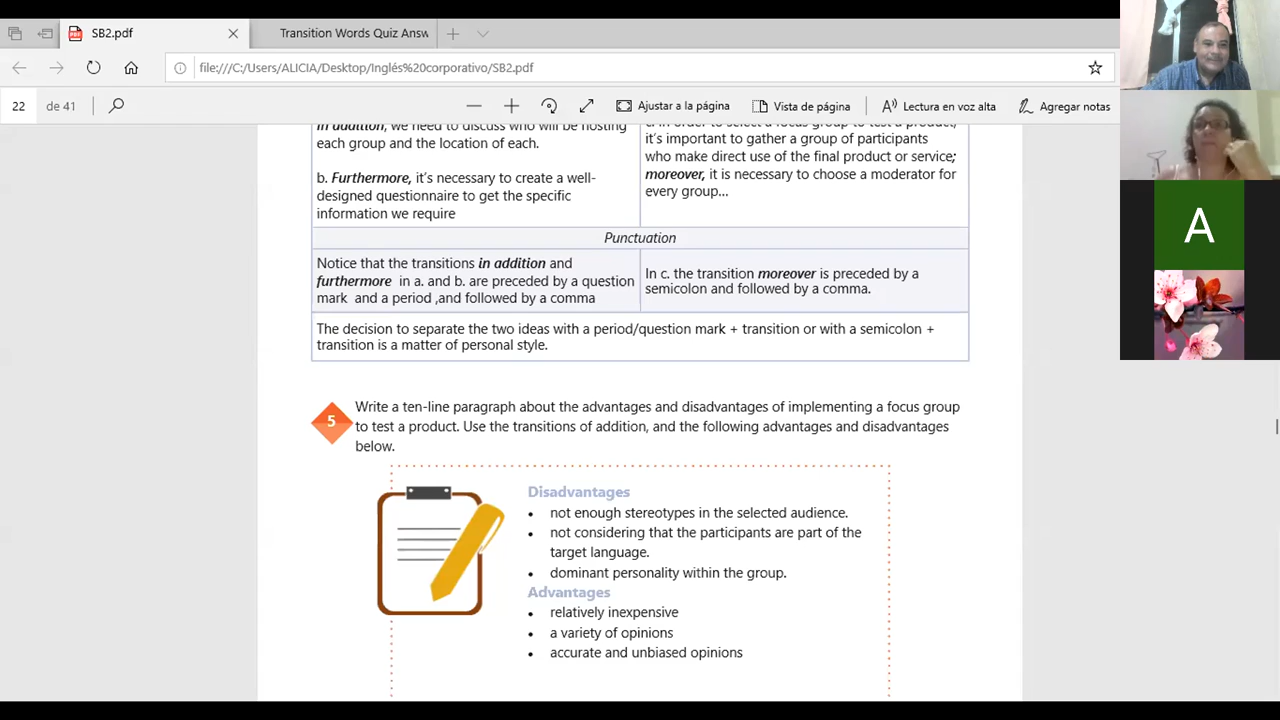 SB2.pdf
Transition Words Quiz Answ
file:///C:/Users/ALICIA/Desktop/Inglés%20corporativo/SB2.pdf
22 de 41
Ajustar a la página
Vista de página
Lectura en voz alta
Agregar notas
in addition, we need to discuss who will be hosting
each group and the location of each.
b. Furthermore, it's necessary to create a well-
designed questionnaire to get the specific
information we require
c. In order to select a focus group to test a product,
it's important to gather a group of participants
who make direct use of the final product or service;
moreover, it is necessary to choose a moderator for
every group...
Punctuation
Notice that the transitions in addition and
furthermore in a. and b. are preceded by a question
mark and a period ,and followed by a comma
In c. the transition moreover is preceded by a
semicolon and followed by a comma.
The decision to separate the two ideas with a period/question mark + transition or with a semicolon +
transition is a matter of personal style.
5
Write a ten-line paragraph about the advantages and disadvantages of implementing a focus group
to test a product. Use the transitions of addition, and the following advantages and disadvantages
below.
Disadvantages
• not enough stereotypes in the selected audience.
• not considering that the participants are part of the
target language.
• dominant personality within the group.
Advantages
• relatively inexpensive
• a variety of opinions
• accurate and unbiased opinions
A